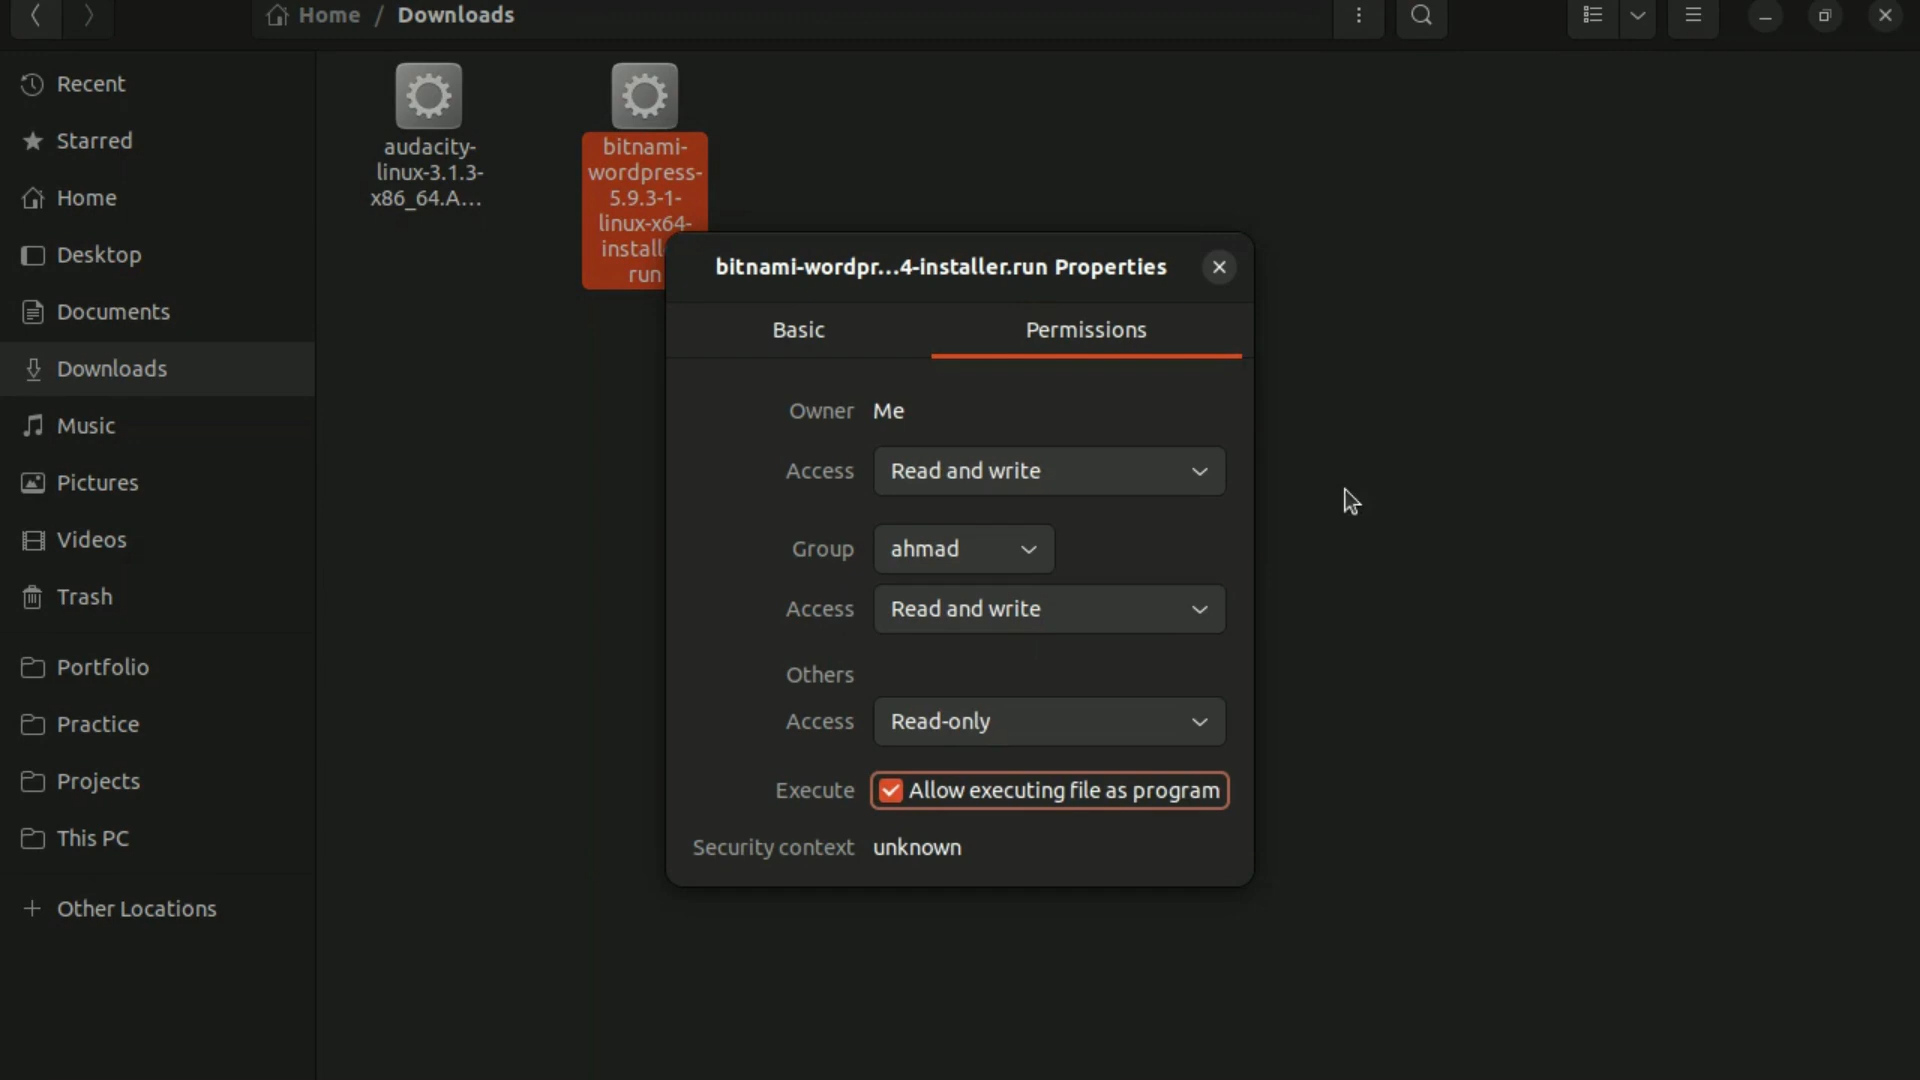 Home / Downloads
Recent
Starred
Home
Desktop
Documents
Downloads
Music
Pictures
Videos
Trash
Portfolio
Practice
Projects
This PC
+ Other Locations
audacity-
linux-3.1.3-
x86_64.A...
bitnami-
wordpress-
5.9.3-1-
linux-x64-
install
run
bitnami-wordpr...4-installer.run Properties
Basic
Permissions
Owner Me
Access Read and write
Group ahmad
Access Read and write
Others
Access Read-only
Execute Allow executing file as program
Security context unknown